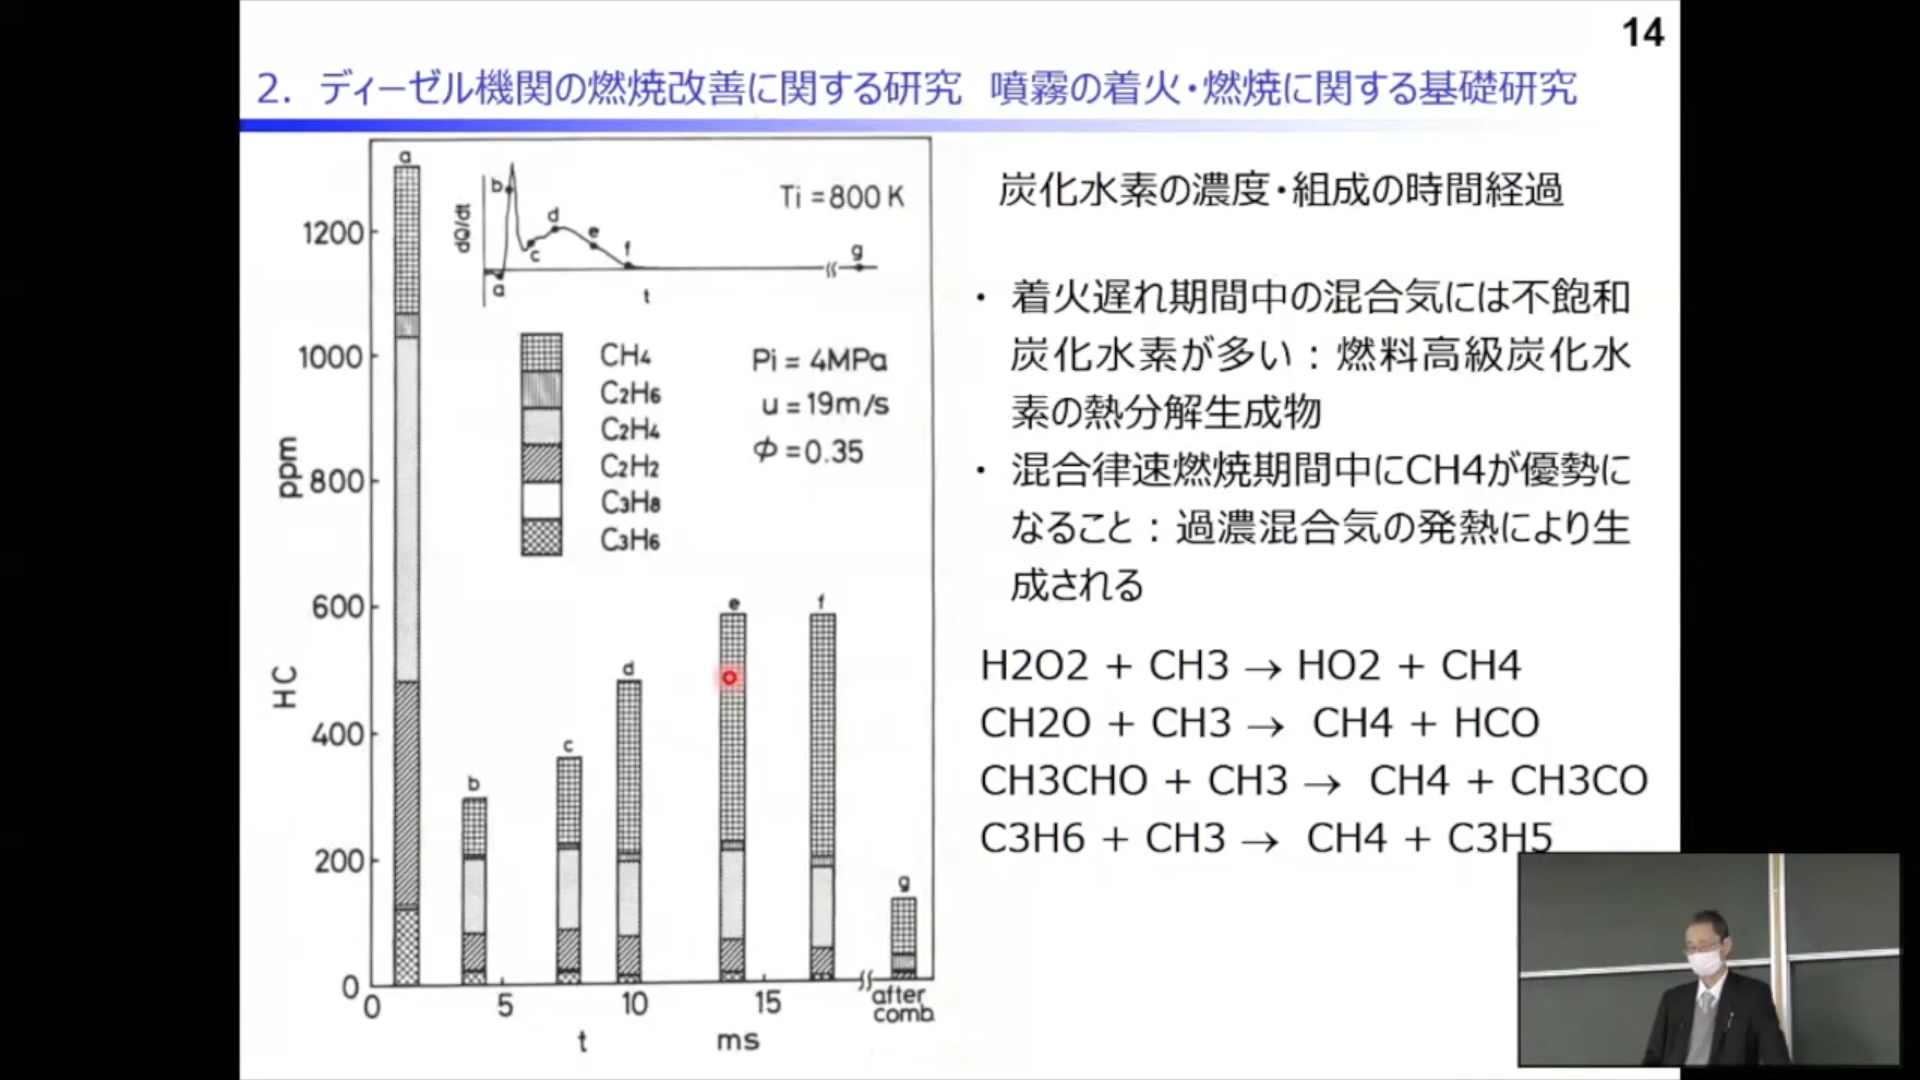 14
2. ディーゼル機関の燃焼改善に関する研究 噴霧の着火・燃焼に関する基礎研究
a
b
d
e
c
f
g
a
dQ/dt
t
Ti = 800 K
CH4
C2H6
C2H4
C2H2
C3H8
C3H6
Pi = 4MPa
u = 19m/s
Φ = 0.35
1200
1000
800
600
400
200
0
ppm
HC
b
c
d
e
f
g
0
5
10
15
after
comb.
t
ms
炭化水素の濃度・組成の時間経過
・ 着火遅れ期間中の混合気には不飽和
炭化水素が多い：燃料高級炭化水
素の熱分解生成物
・ 混合律速燃焼期間中にCH4が優勢に
なること：過濃混合気の発熱により生
成される
H2O2 + CH3 → HO2 + CH4
CH2O + CH3 → CH4 + HCO
CH3CHO + CH3 → CH4 + CH3CO
C3H6 + CH3 → CH4 + C3H5